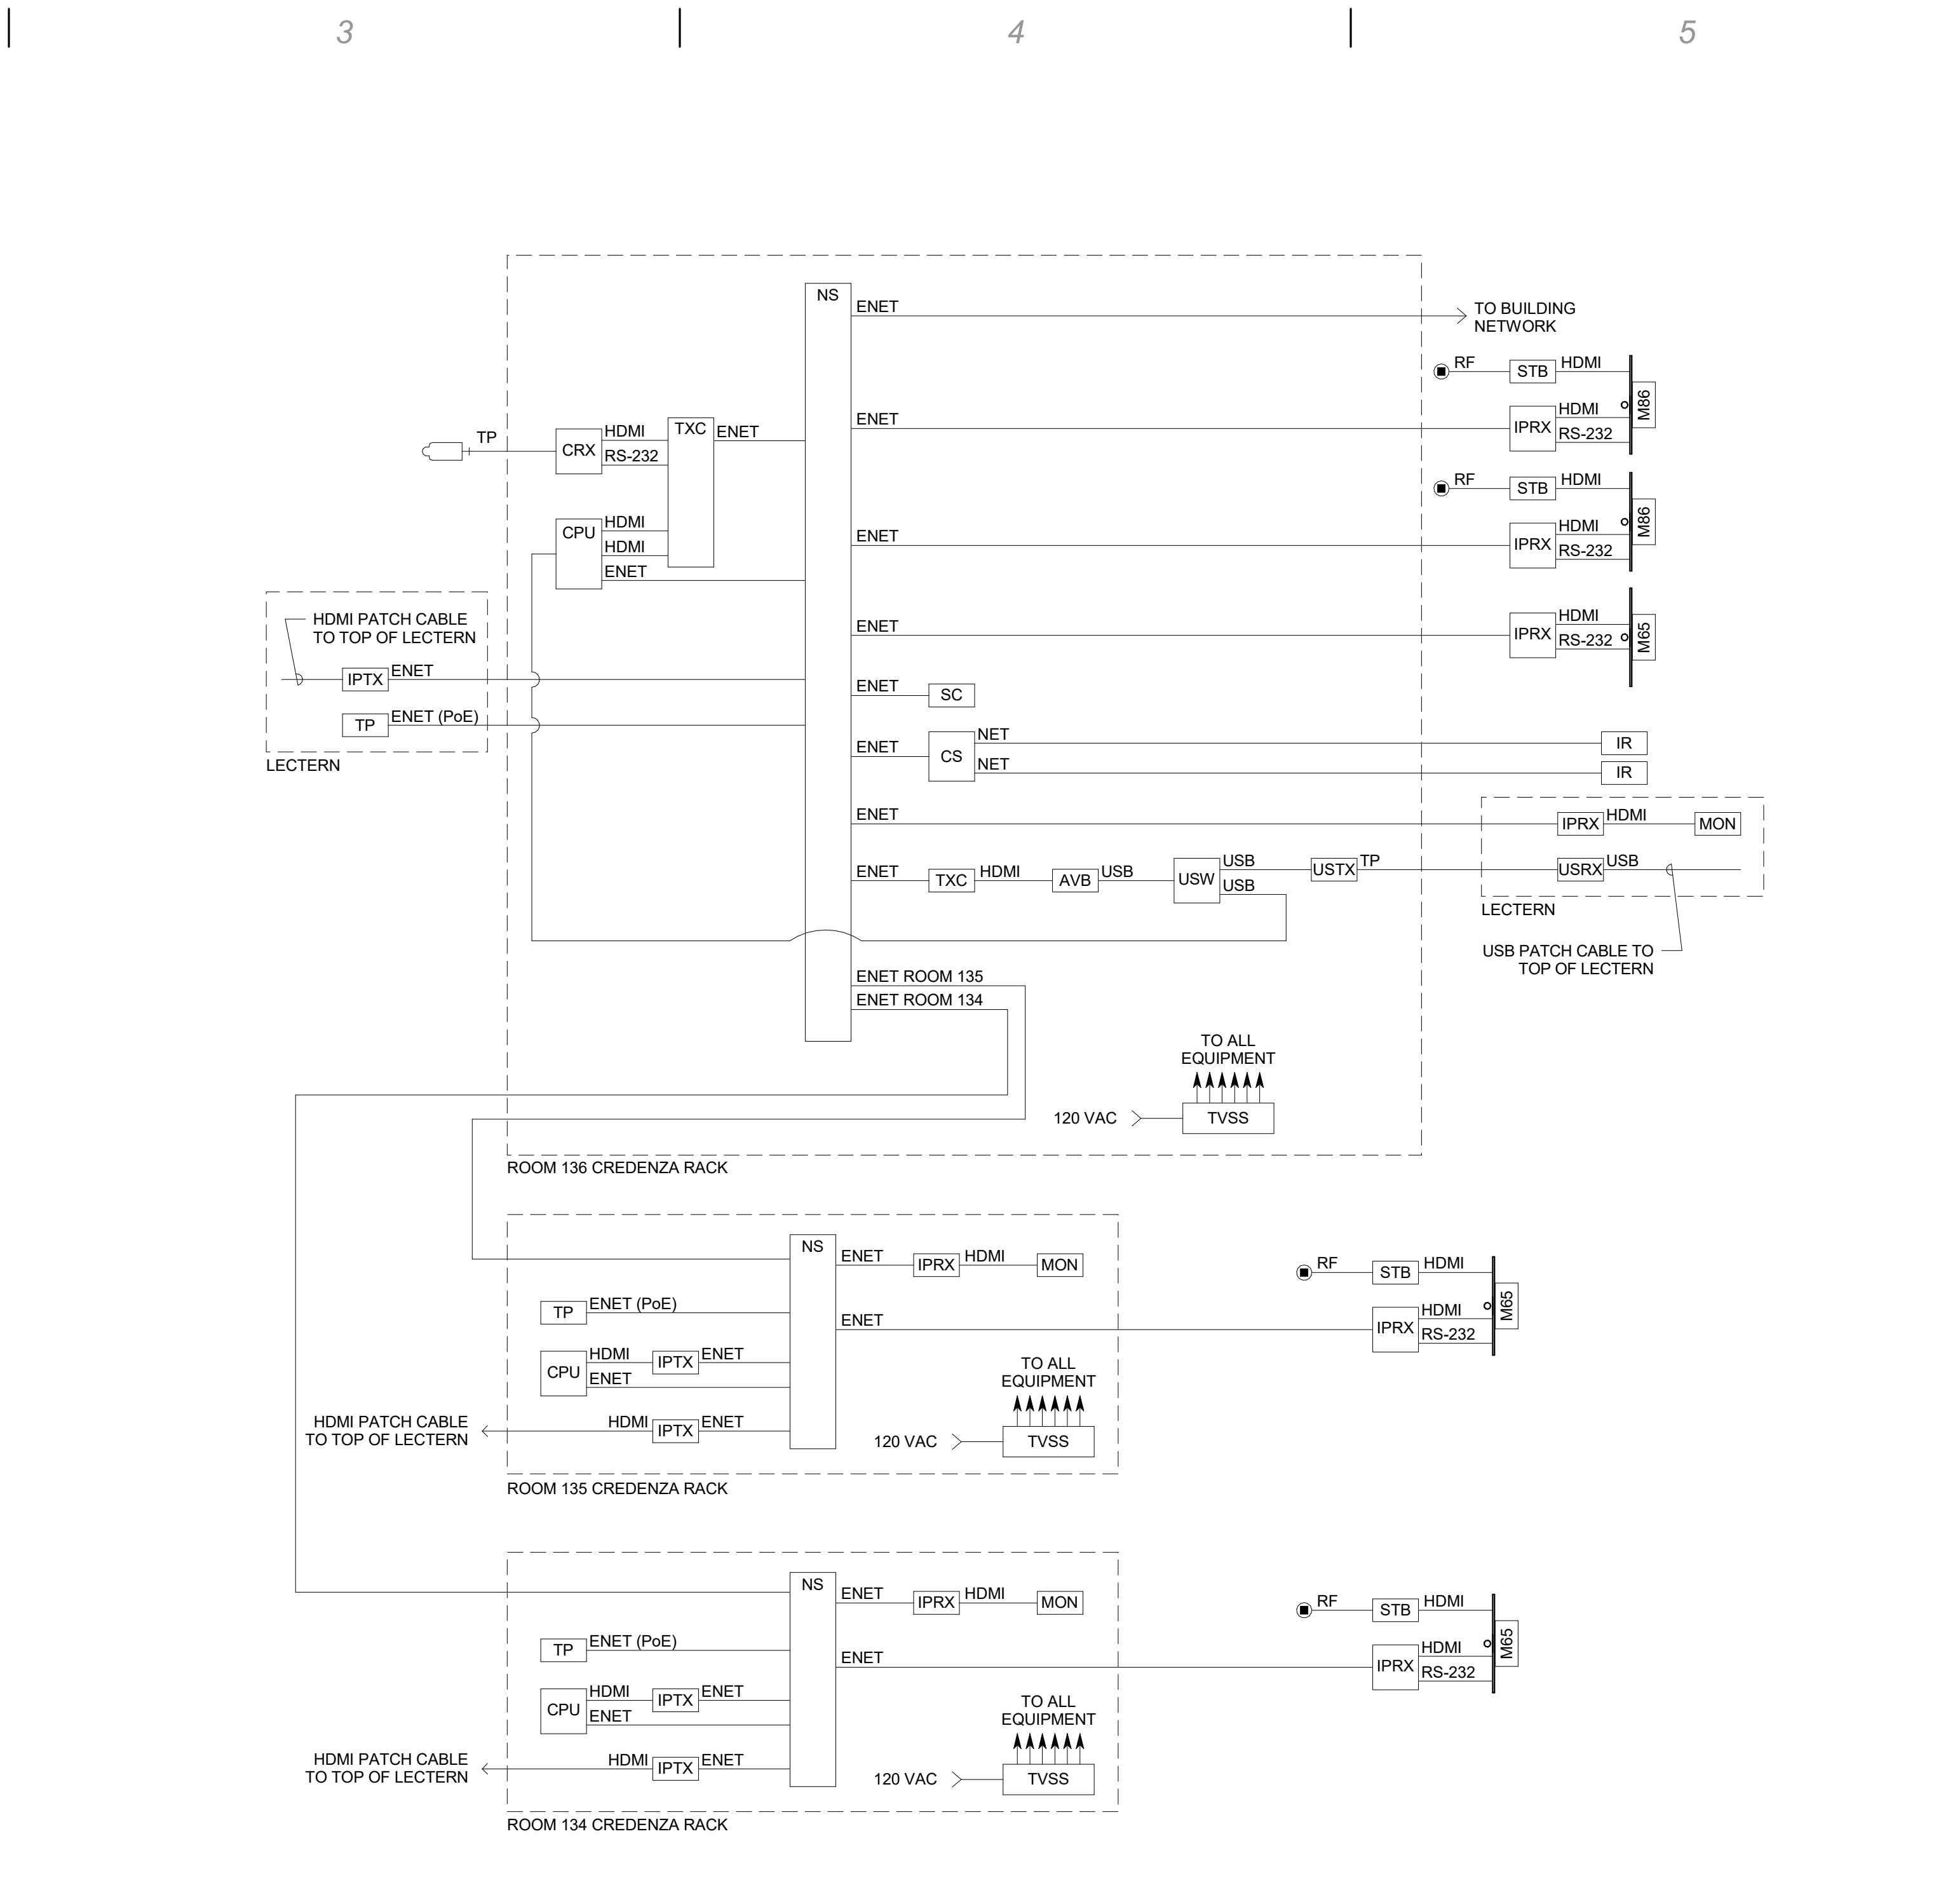 3
4
5
NS
ENET
TO BUILDING
NETWORK
RF
STB
HDMI
M86
ENET
IPRX
HDMI
RS-232
TP
CRX
HDMI
RS-232
TXC
ENET
RF
STB
HDMI
M86
ENET
IPRX
HDMI
RS-232
CPU
HDMI
HDMI
ENET
ENET
IPRX
HDMI
RS-232
M65
HDMI PATCH CABLE
TO TOP OF LECTERN
IPTX
ENET
TP
ENET (PoE)
LECTERN
ENET
SC
ENET
CS
NET
NET
IR
IR
ENET
IPRX
HDMI
MON
ENET
TXC
HDMI
AVB
USB
USW
USB
USB
USTX
TP
USRX
USB
LECTERN
USB PATCH CABLE TO
TOP OF LECTERN
ENET ROOM 135
ENET ROOM 134
TO ALL
EQUIPMENT
120 VAC
TVSS
ROOM 136 CREDENZA RACK
NS
ENET
IPRX
HDMI
MON
RF
STB
HDMI
M65
TP
ENET (PoE)
ENET
IPRX
HDMI
RS-232
CPU
HDMI
IPTX
ENET
ENET
TO ALL
EQUIPMENT
HDMI PATCH CABLE
TO TOP OF LECTERN
HDMI
IPTX
ENET
120 VAC
TVSS
ROOM 135 CREDENZA RACK
NS
ENET
IPRX
HDMI
MON
RF
STB
HDMI
M65
TP
ENET (PoE)
ENET
IPRX
HDMI
RS-232
CPU
HDMI
IPTX
ENET
ENET
TO ALL
EQUIPMENT
HDMI PATCH CABLE
TO TOP OF LECTERN
HDMI
IPTX
ENET
120 VAC
TVSS
ROOM 134 CREDENZA RACK